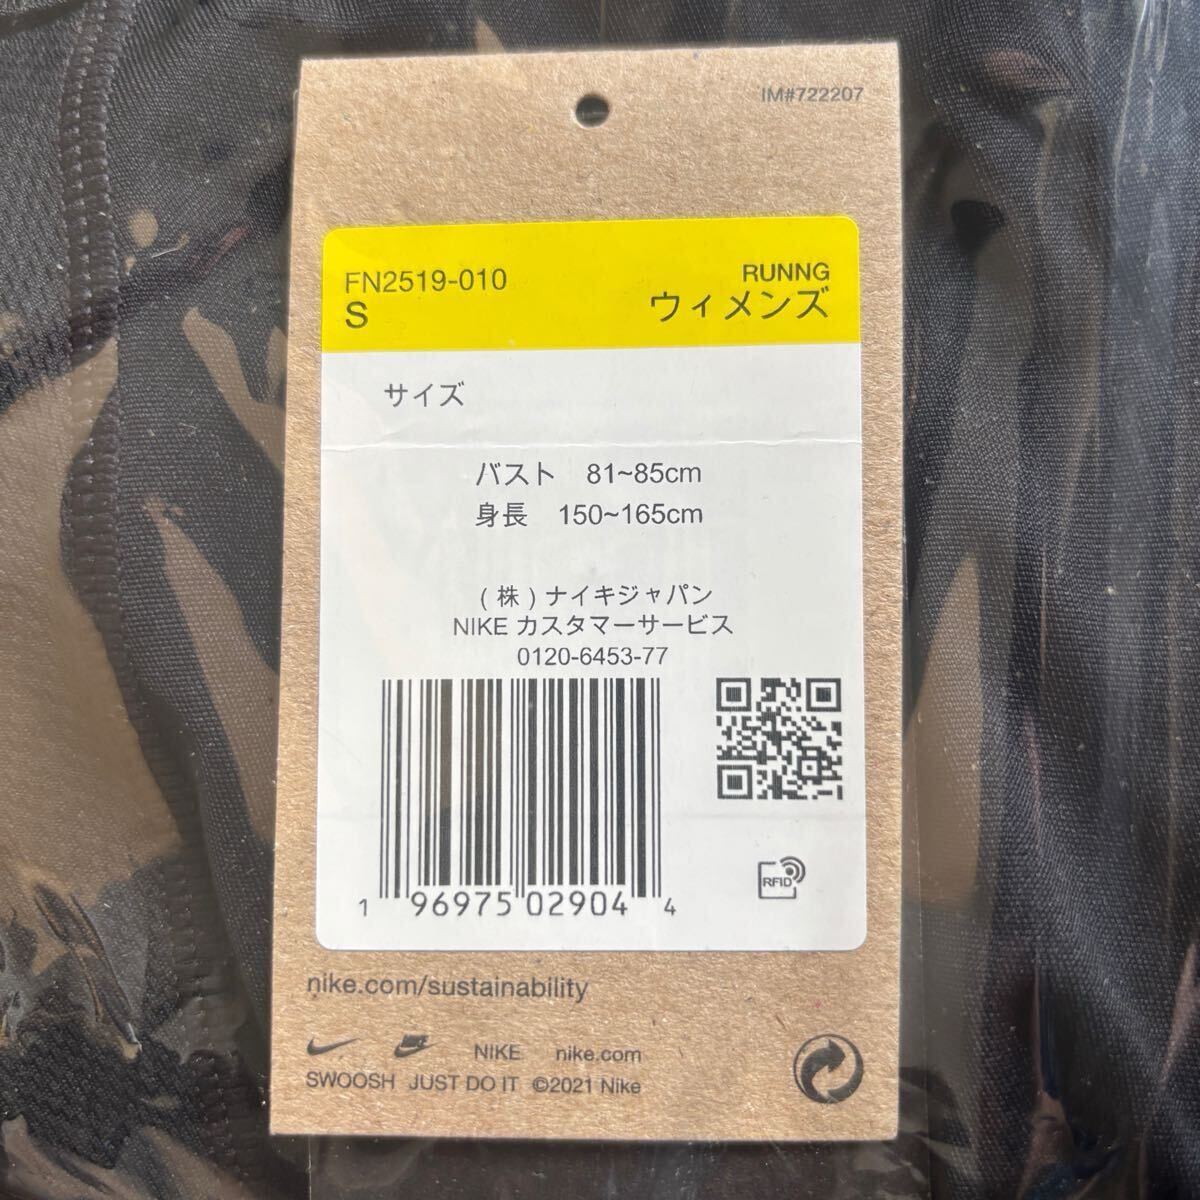 IM#722207
FN2519-010
RUNNG
S
ウィメンズ
サイズ
バスト 81~85cm
身長 150~165cm
(株)ナイキジャパン
NIKE カスタマーサービス
0120-6453-77
1 96975 02904 4
RFID
nike.com/sustainability
NIKE nike.com
SWOOSH JUST DO IT ©2021 Nike